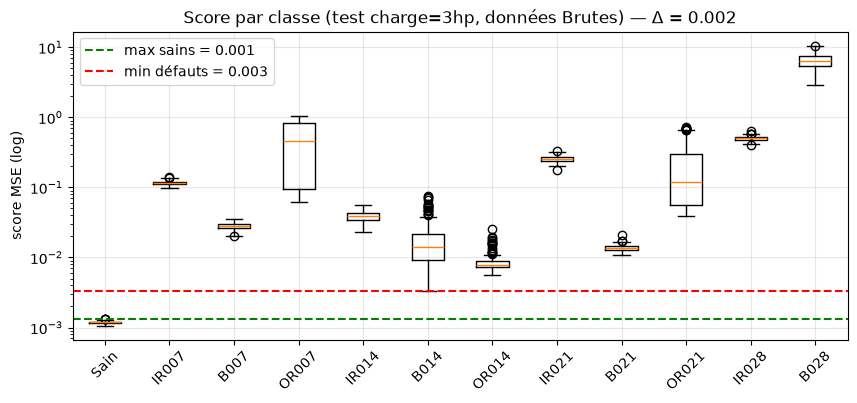 Score par classe (test charge=3hp, données Brutes) — Δ = 0.002
max sains = 0.001
min défauts = 0.003
score MSE (log)
10¹
10⁰
10⁻¹
10⁻²
10⁻³
Sain
IR007
B007
OR007
IR014
B014
OR014
IR021
B021
OR021
IR028
B028